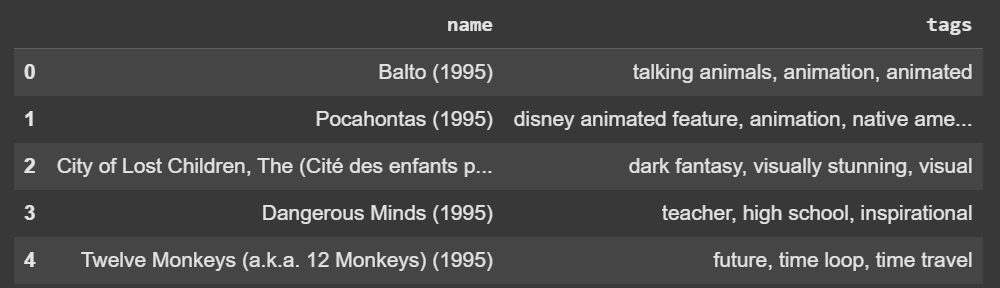 name tags
0 Balto (1995) talking animals, animation, animated
1 Pocahontas (1995) disney animated feature, animation, native ame...
2 City of Lost Children, The (Cité des enfants p... dark fantasy, visually stunning, visual
3 Dangerous Minds (1995) teacher, high school, inspirational
4 Twelve Monkeys (a.k.a. 12 Monkeys) (1995) future, time loop, time travel